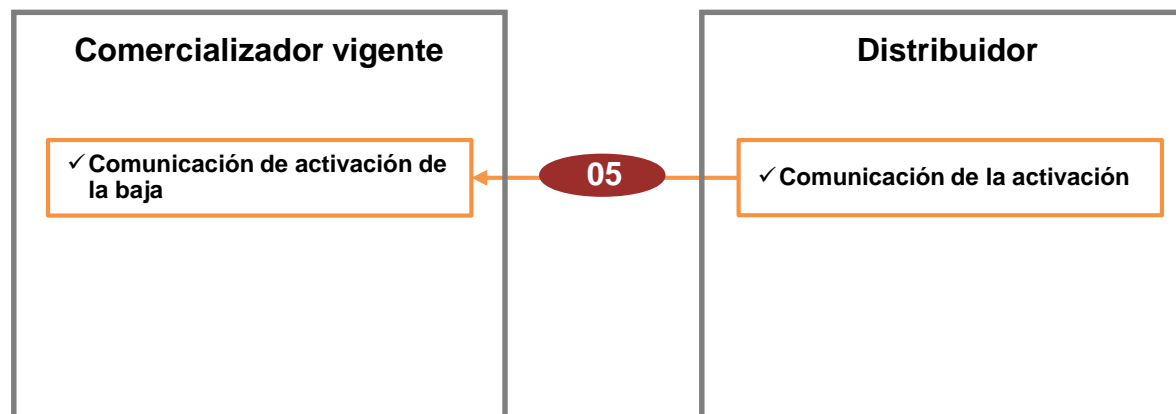 Comercializador vigente
Distribuidor
✓ Comunicación de activación de
la baja
05
✓ Comunicación de la activación